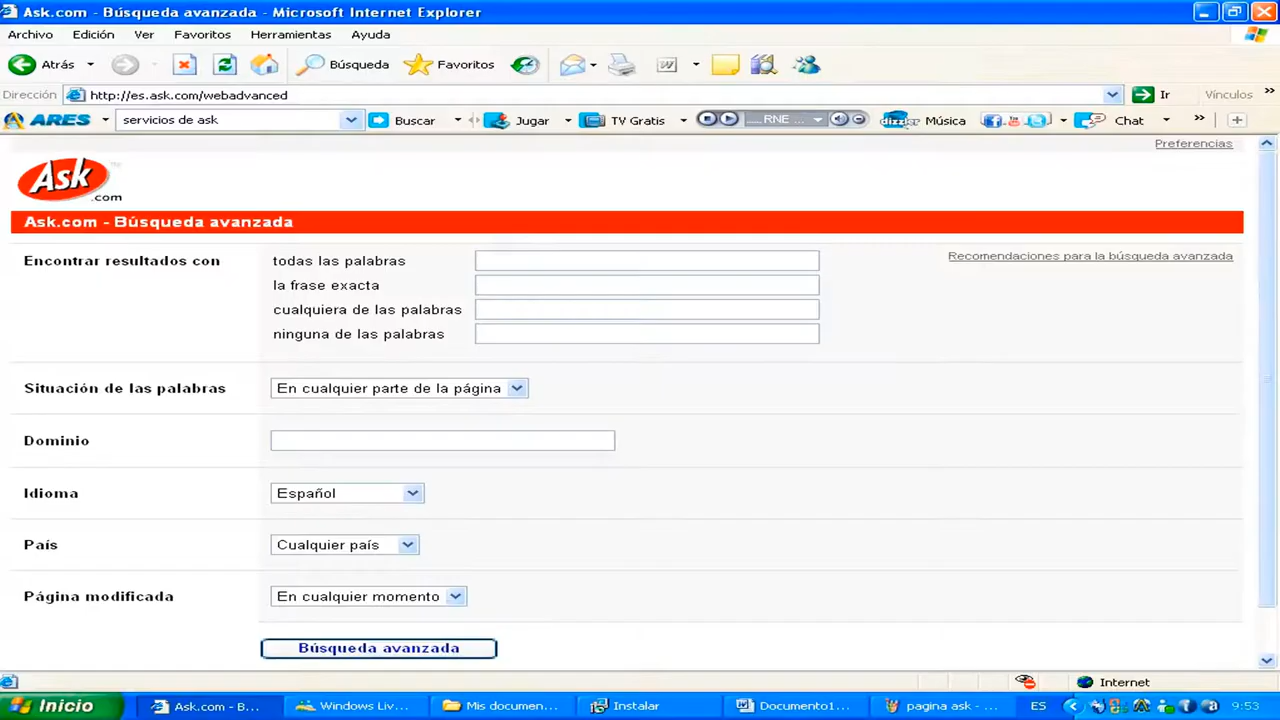 Ask.com - Búsqueda avanzada - Microsoft Internet Explorer
Archivo Edición Ver Favoritos Herramientas Ayuda
Atrás Búsqueda Favoritos
Dirección http://es.ask.com/webadvanced Ir Vínculos »
ARES servicios de ask Buscar Jugar TV Gratis RNE ... dizzler Música Chat »
Preferencias
Ask.com
Ask.com - Búsqueda avanzada
Encontrar resultados con todas las palabras Recomendaciones para la búsqueda avanzada
la frase exacta
cualquiera de las palabras
ninguna de las palabras
Situación de las palabras En cualquier parte de la página
Dominio
Idioma Español
País Cualquier país
Página modificada En cualquier momento
Búsqueda avanzada
Internet
Inicio Ask.com - B... Windows Liv... Mis documen... Instalar Documento1... pagina ask - ... ES 9:53